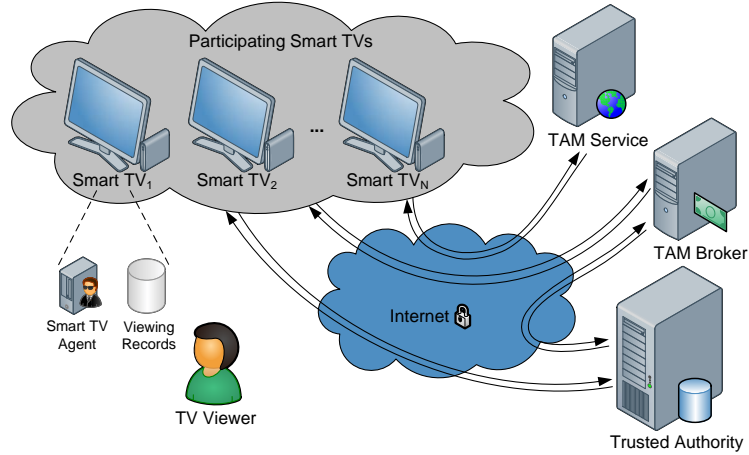 Participating Smart TVs
...
Smart TV₁
Smart TV₂
Smart TV_N
TAM Service
TAM Broker
Smart TV
Agent
Viewing
Records
Internet
TV Viewer
Trusted Authority